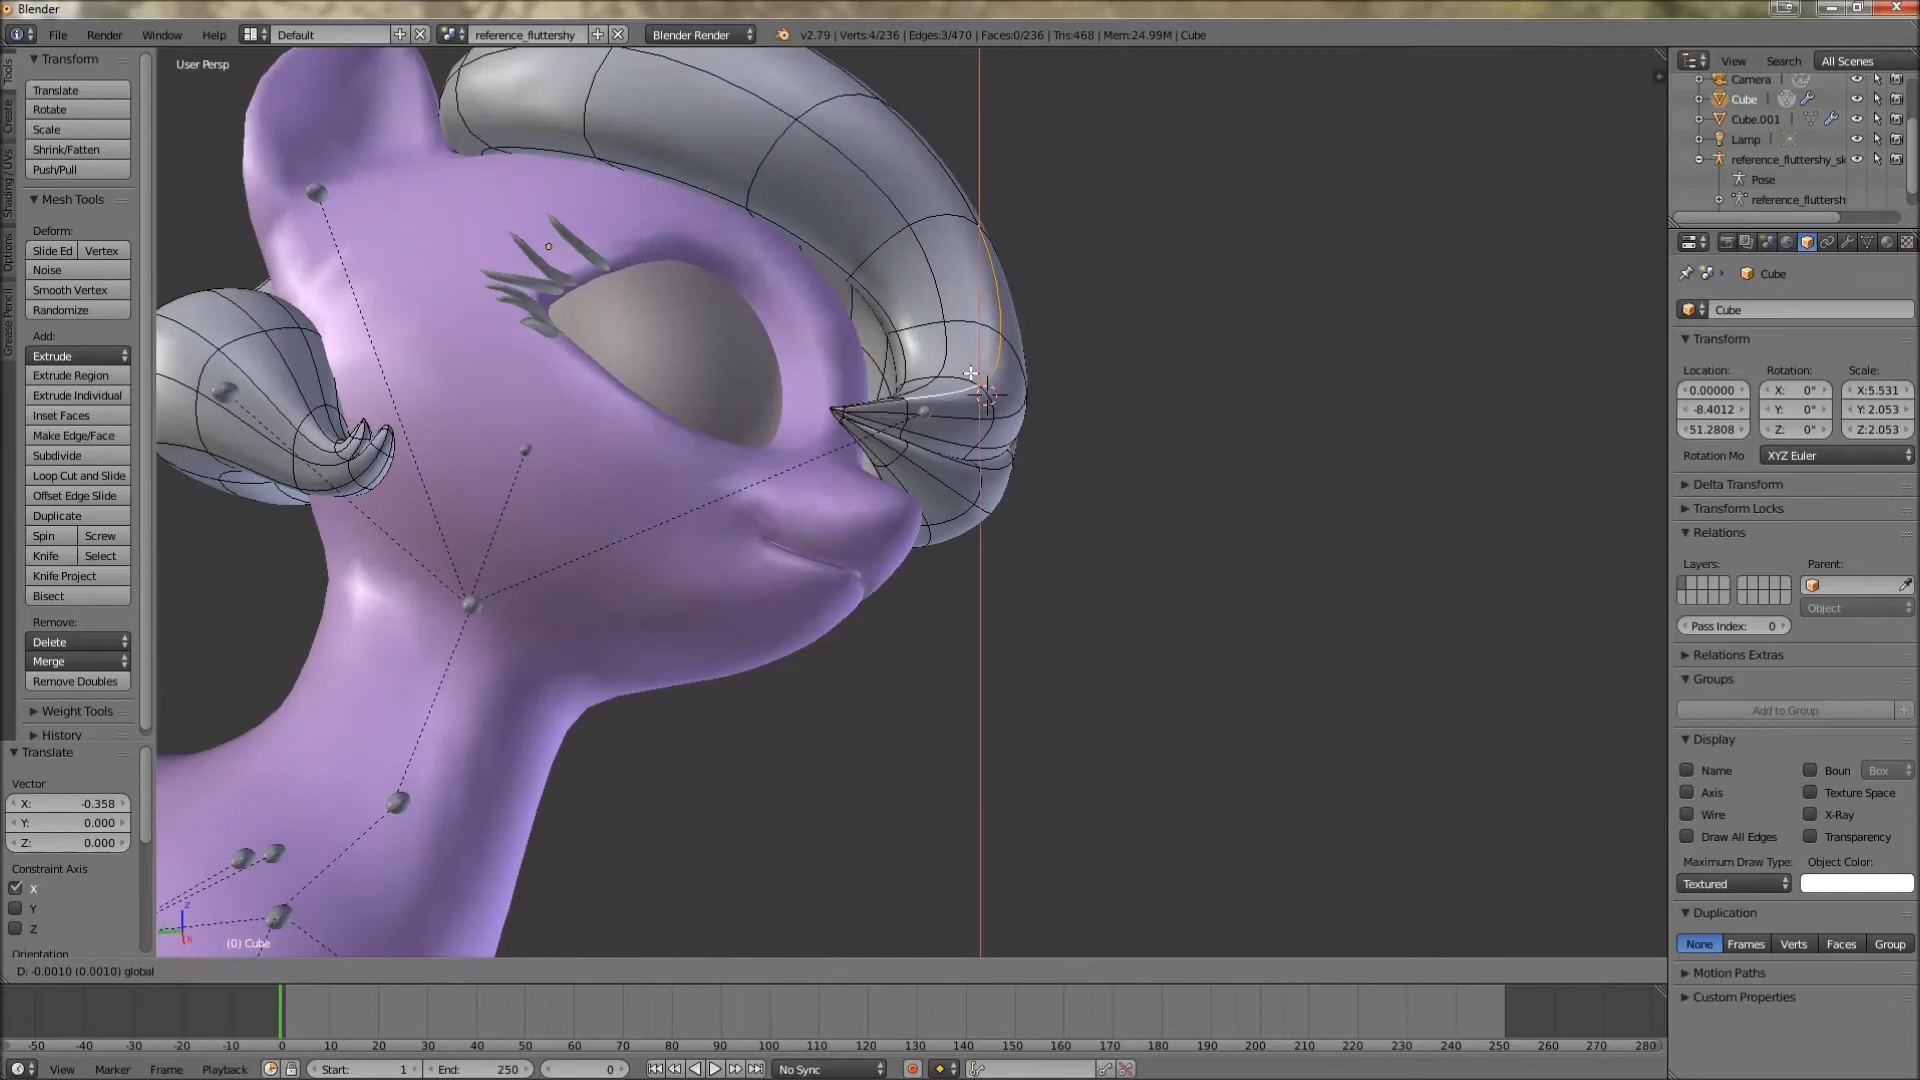 Blender
File Render Window Help Default reference_fluttershy Blender Render v2.79 | Verts:4/236 | Edges:3/470 | Faces:0/236 | Tris:468 | Mem:24.99M | Cube
Tools
Create
Shading / UVs
Options
Grease Pencil
Transform
Translate
Rotate
Scale
Shrink/Fatten
Push/Pull
Mesh Tools
Deform:
Slide Ed Vertex
Noise
Smooth Vertex
Randomize
Add:
Extrude
Extrude Region
Extrude Individual
Inset Faces
Make Edge/Face
Subdivide
Loop Cut and Slide
Offset Edge Slide
Duplicate
Spin Screw
Knife Select
Knife Project
Bisect
Remove:
Delete
Merge
Remove Doubles
Weight Tools
History
Translate
Vector
X: -0.358
Y: 0.000
Z: 0.000
Constraint Axis
X
Y
Z
Orientation
User Persp
z
x
(0) Cube
D: -0.0010 (0.0010) global
View Search All Scenes
Camera
Cube
Cube.001
Lamp
reference_fluttershy_sk
Pose
reference_fluttersh
Cube
Cube
Transform
Location: Rotation: Scale:
0.00000 X: 0° X:5.531
-8.4012 Y: 0° Y: 2.053
51.2808 Z: 0° Z:2.053
Rotation Mo XYZ Euler
Delta Transform
Transform Locks
Relations
Layers: Parent:
Object
Pass Index: 0
Relations Extras
Groups
Add to Group
Display
Name Boun Box
Axis Texture Space
Wire X-Ray
Draw All Edges Transparency
Maximum Draw Type: Object Color:
Textured
Duplication
None Frames Verts Faces Group
Motion Paths
Custom Properties
-50 -40 -30 -20 -10 0 10 20 30 40 50 60 70 80 90 100 110 120 130 140 150 160 170 180 190 200 210 220 230 240 250 260 270 280
View Marker Frame Playback Start: 1 End: 250 0 No Sync